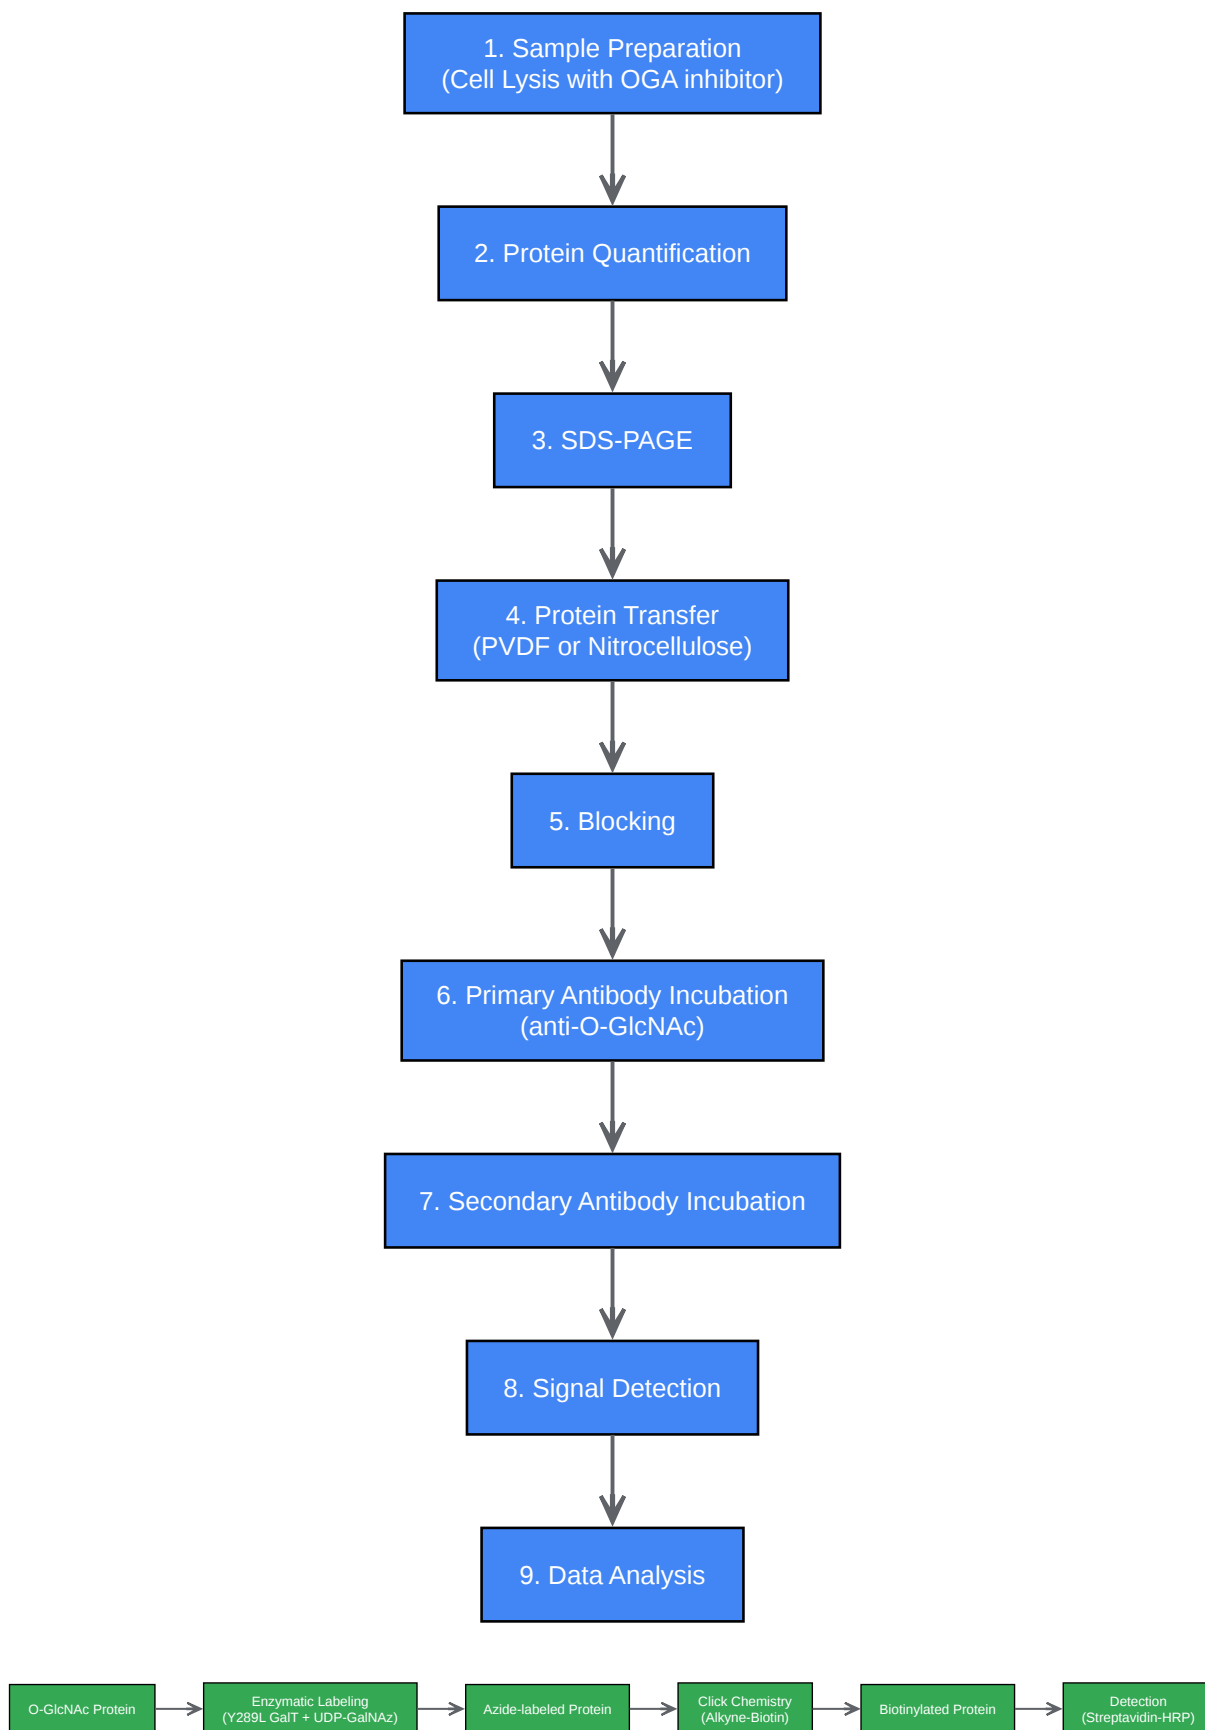 1. Sample Preparation
(Cell Lysis with OGA inhibitor)
2. Protein Quantification
3. SDS-PAGE
4. Protein Transfer
(PVDF or Nitrocellulose)
5. Blocking
6. Primary Antibody Incubation
(anti-O-GlcNAc)
7. Secondary Antibody Incubation
8. Signal Detection
9. Data Analysis
O-GlcNAc Protein
Enzymatic Labeling
(Y289L GalT + UDP-GalNAz)
Azide-labeled Protein
Click Chemistry
(Alkyne-Biotin)
Biotinylated Protein
Detection
(Streptavidin-HRP)